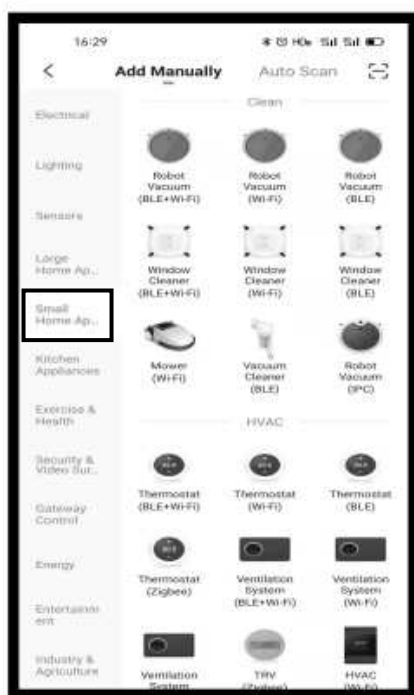 16:29
Add Manually Auto Scan
Clean
Electrical
Lighting
Robot
Vacuum
(BLE+Wi-Fi)
Robot
Vacuum
(Wi-Fi)
Robot
Vacuum
(BLE)
Sensors
Large
Home Ap...
Window
Cleaner
(BLE+Wi-Fi)
Window
Cleaner
(Wi-Fi)
Window
Cleaner
(BLE)
Small
Home Ap...
Kitchen
Appliances
Mower
(Wi-Fi)
Vacuum
Cleaner
(BLE)
Robot
Vacuum
(IPC)
Exercise &
Health
HVAC
Security &
Video Sur...
Gateway
Control
Thermostat
(BLE+Wi-Fi)
Thermostat
(Wi-Fi)
Thermostat
(BLE)
Energy
Entertainm
ent
Thermostat
(Zigbee)
Ventilation
System
(BLE+Wi-Fi)
Ventilation
System
(Wi-Fi)
Industry &
Agriculture
Ventilation
System
TRV
(Zigbee)
HVAC
(Wi-Fi)